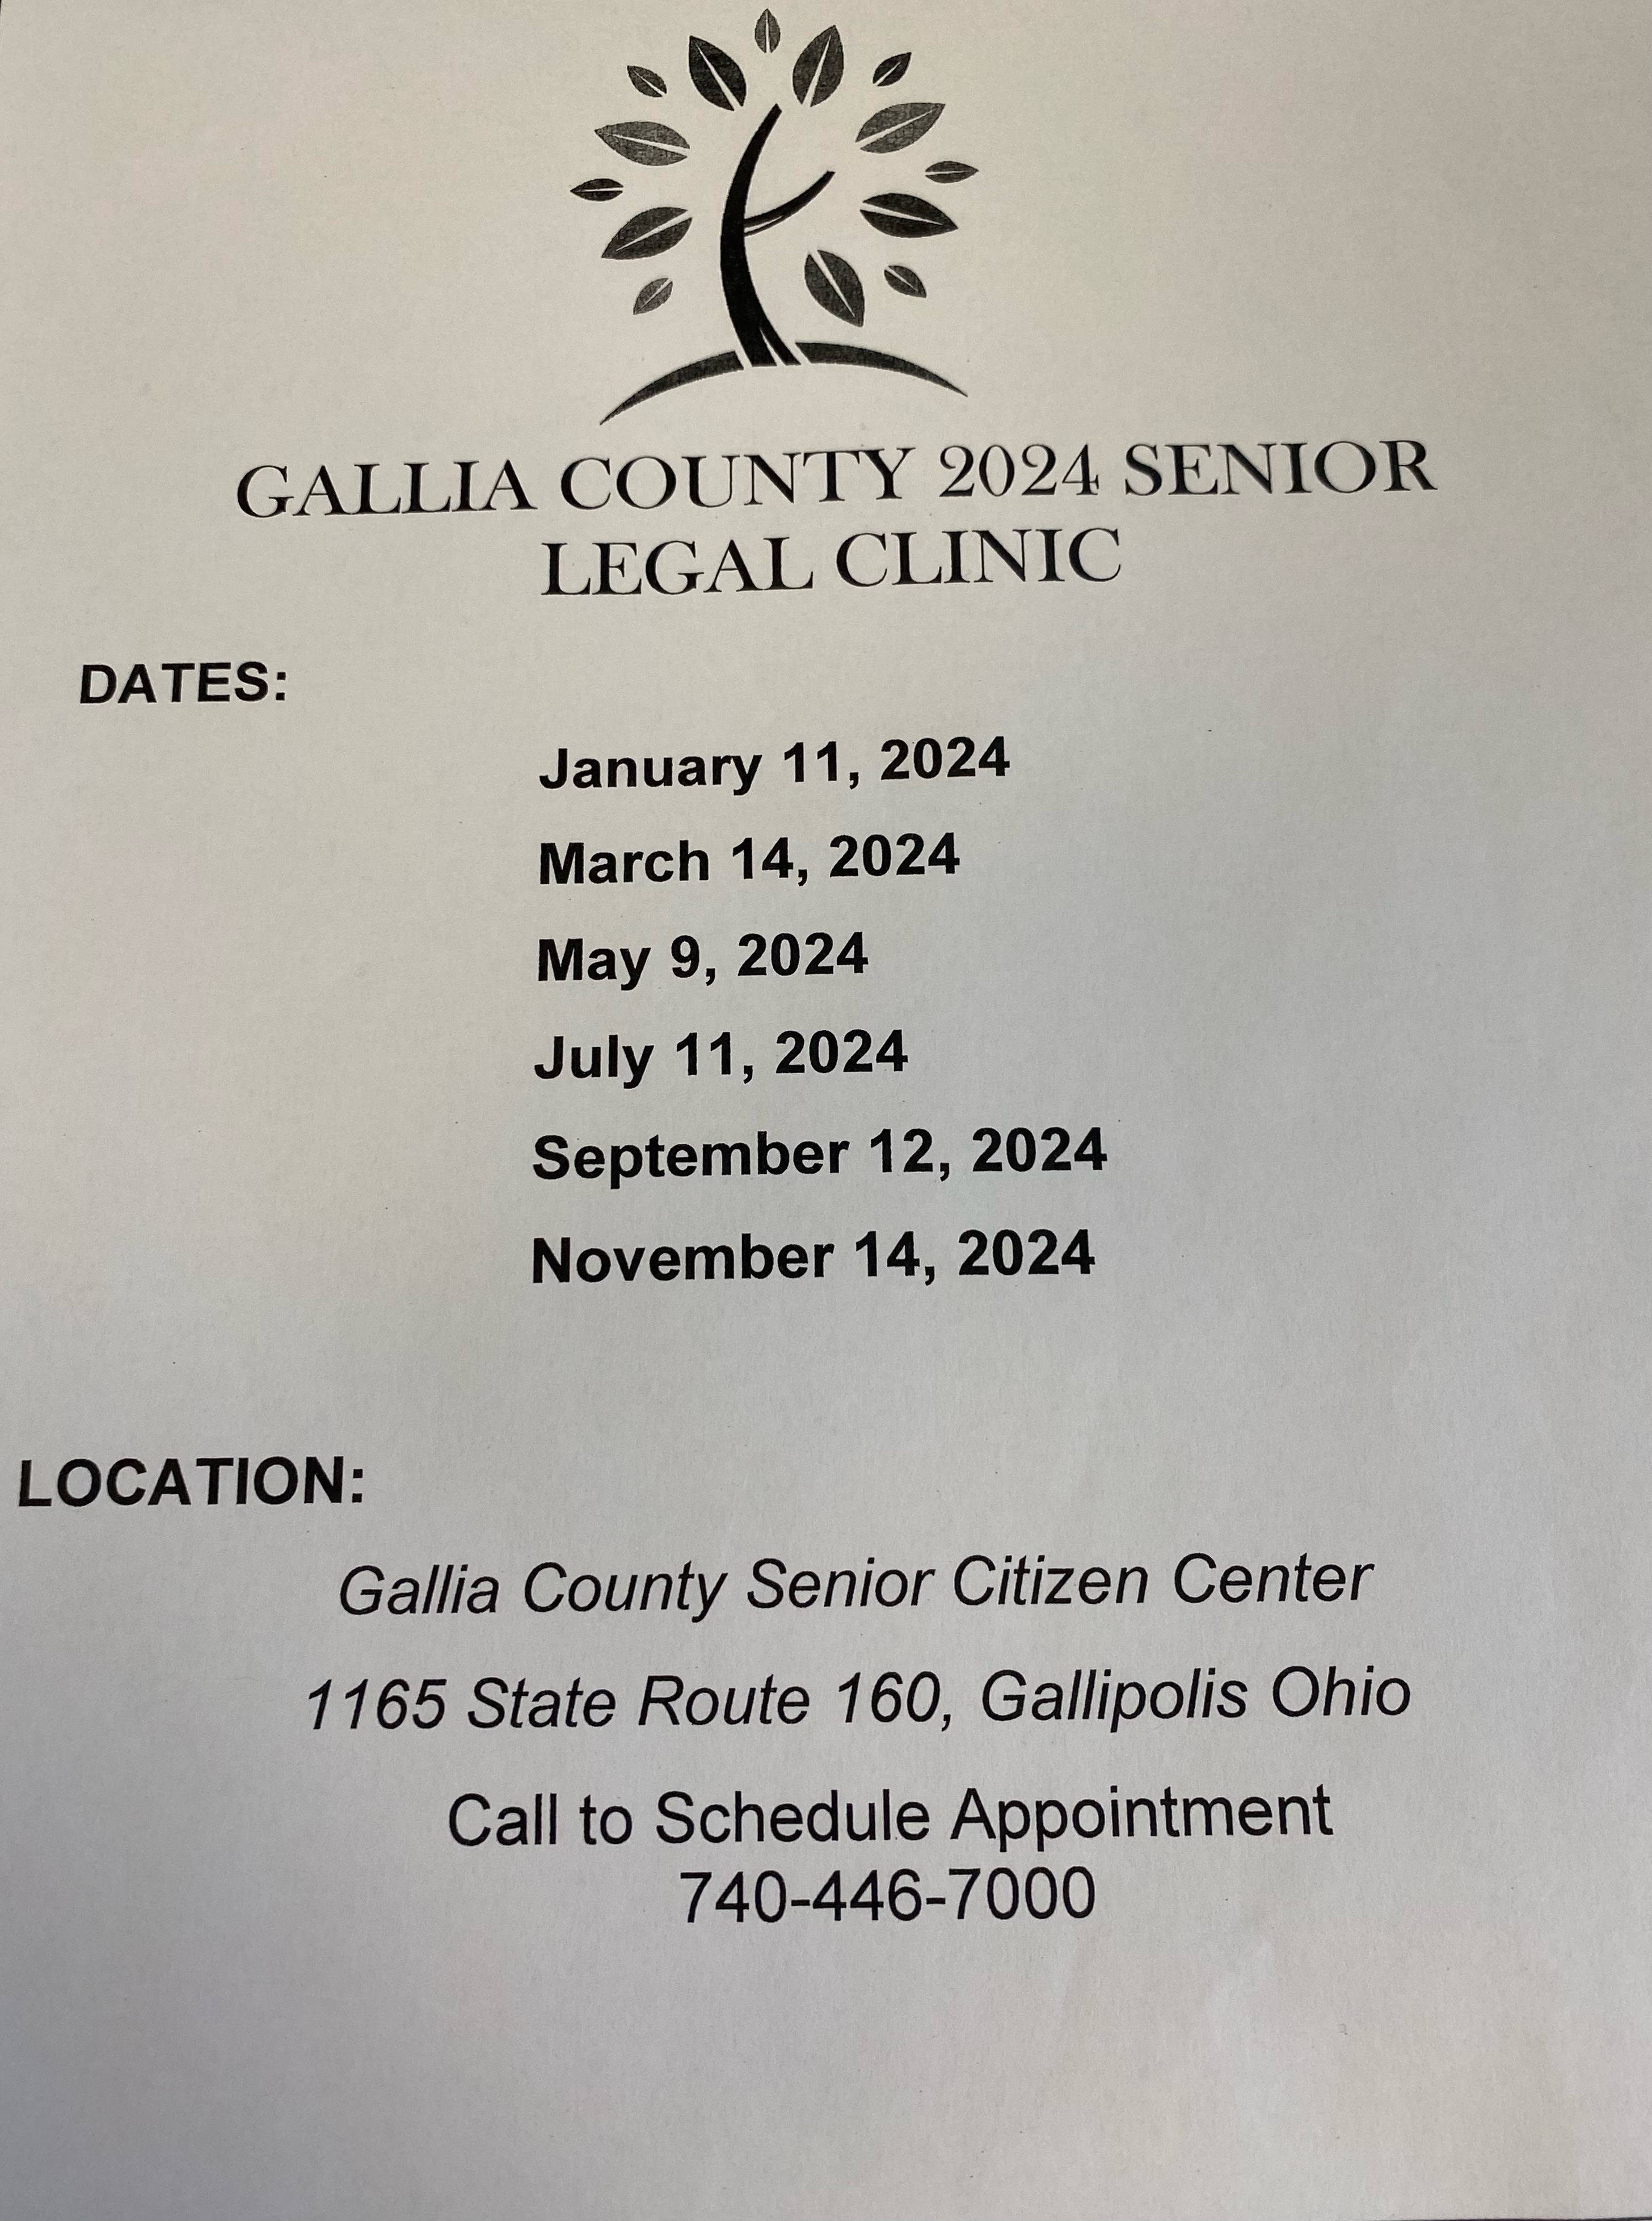 GALLIA COUNTY 2024 SENIOR
LEGAL CLINIC
DATES:
January 11, 2024
March 14, 2024
May 9, 2024
July 11, 2024
September 12, 2024
November 14, 2024
LOCATION:
Gallia County Senior Citizen Center
1165 State Route 160, Gallipolis Ohio
Call to Schedule Appointment
740-446-7000